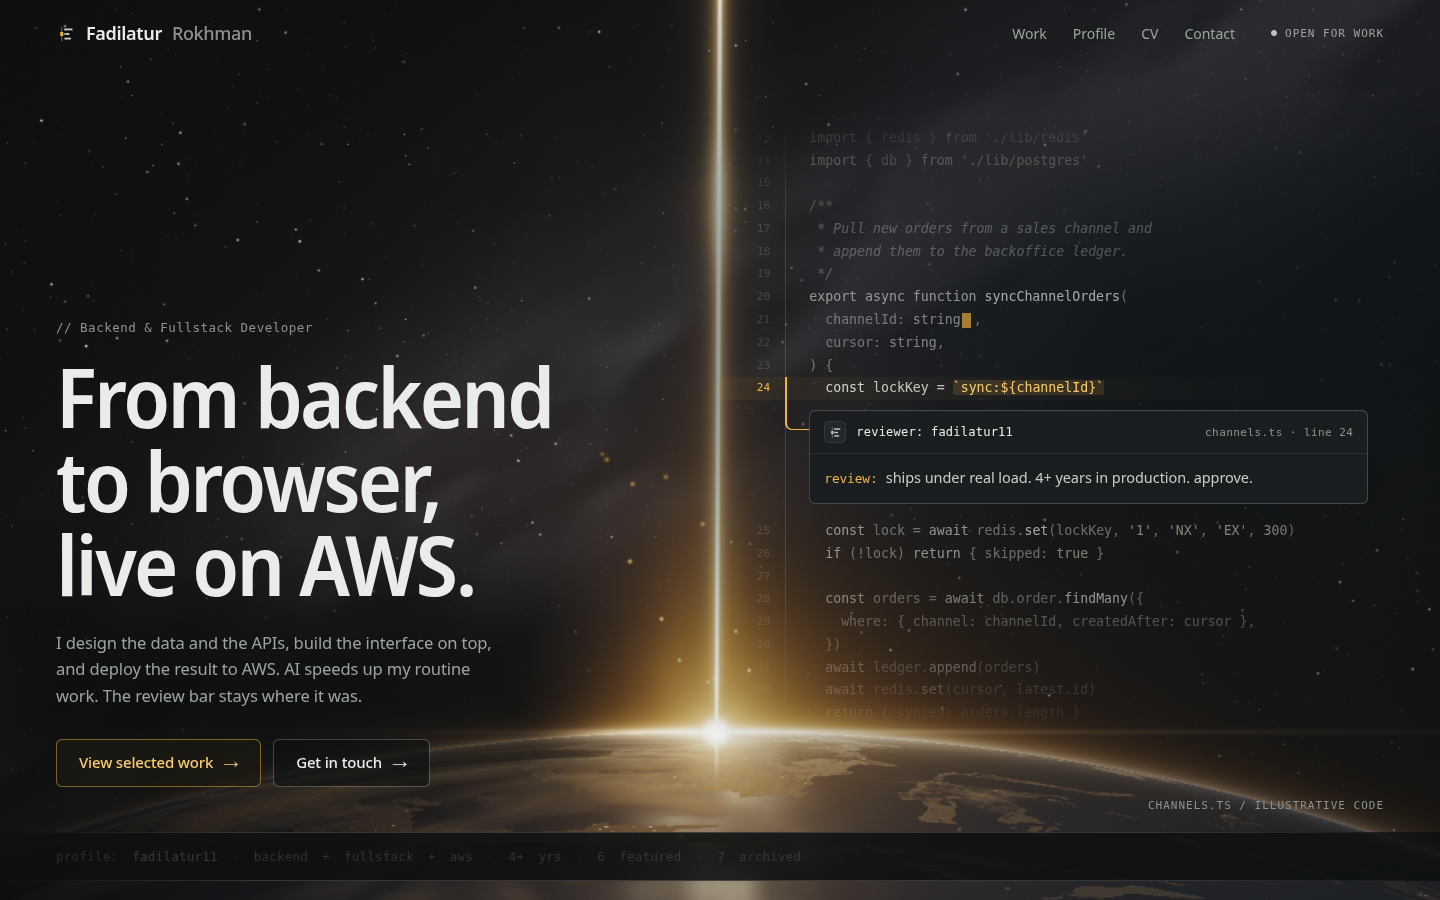 Fadilatur Rokhman
Work Profile CV Contact OPEN FOR WORK
// Backend & Fullstack Developer
From backend
to browser,
live on AWS.
I design the data and the APIs, build the interface on top,
and deploy the result to AWS. AI speeds up my routine
work. The review bar stays where it was.
View selected work →
Get in touch →
13 import { redis } from './lib/redis'
14 import { db } from './lib/postgres'
15
16 /**
17 * Pull new orders from a sales channel and
18 * append them to the backoffice ledger.
19 */
20 export async function syncChannelOrders(
21 channelId: string,
22 cursor: string,
23 ) {
24 const lockKey = `sync:${channelId}`
reviewer: fadilatur11 channels.ts · line 24
review: ships under real load. 4+ years in production. approve.
25 const lock = await redis.set(lockKey, '1', 'NX', 'EX', 300)
26 if (!lock) return { skipped: true }
27
28 const orders = await db.order.findMany({
29 where: { channel: channelId, createdAfter: cursor },
30 })
31 await ledger.append(orders)
32 await redis.set(cursor, latest.id)
return { synced: orders.length }
CHANNELS.TS / ILLUSTRATIVE CODE
profile: fadilatur11 · backend + fullstack + aws · 4+ yrs · 6 featured · 7 archived